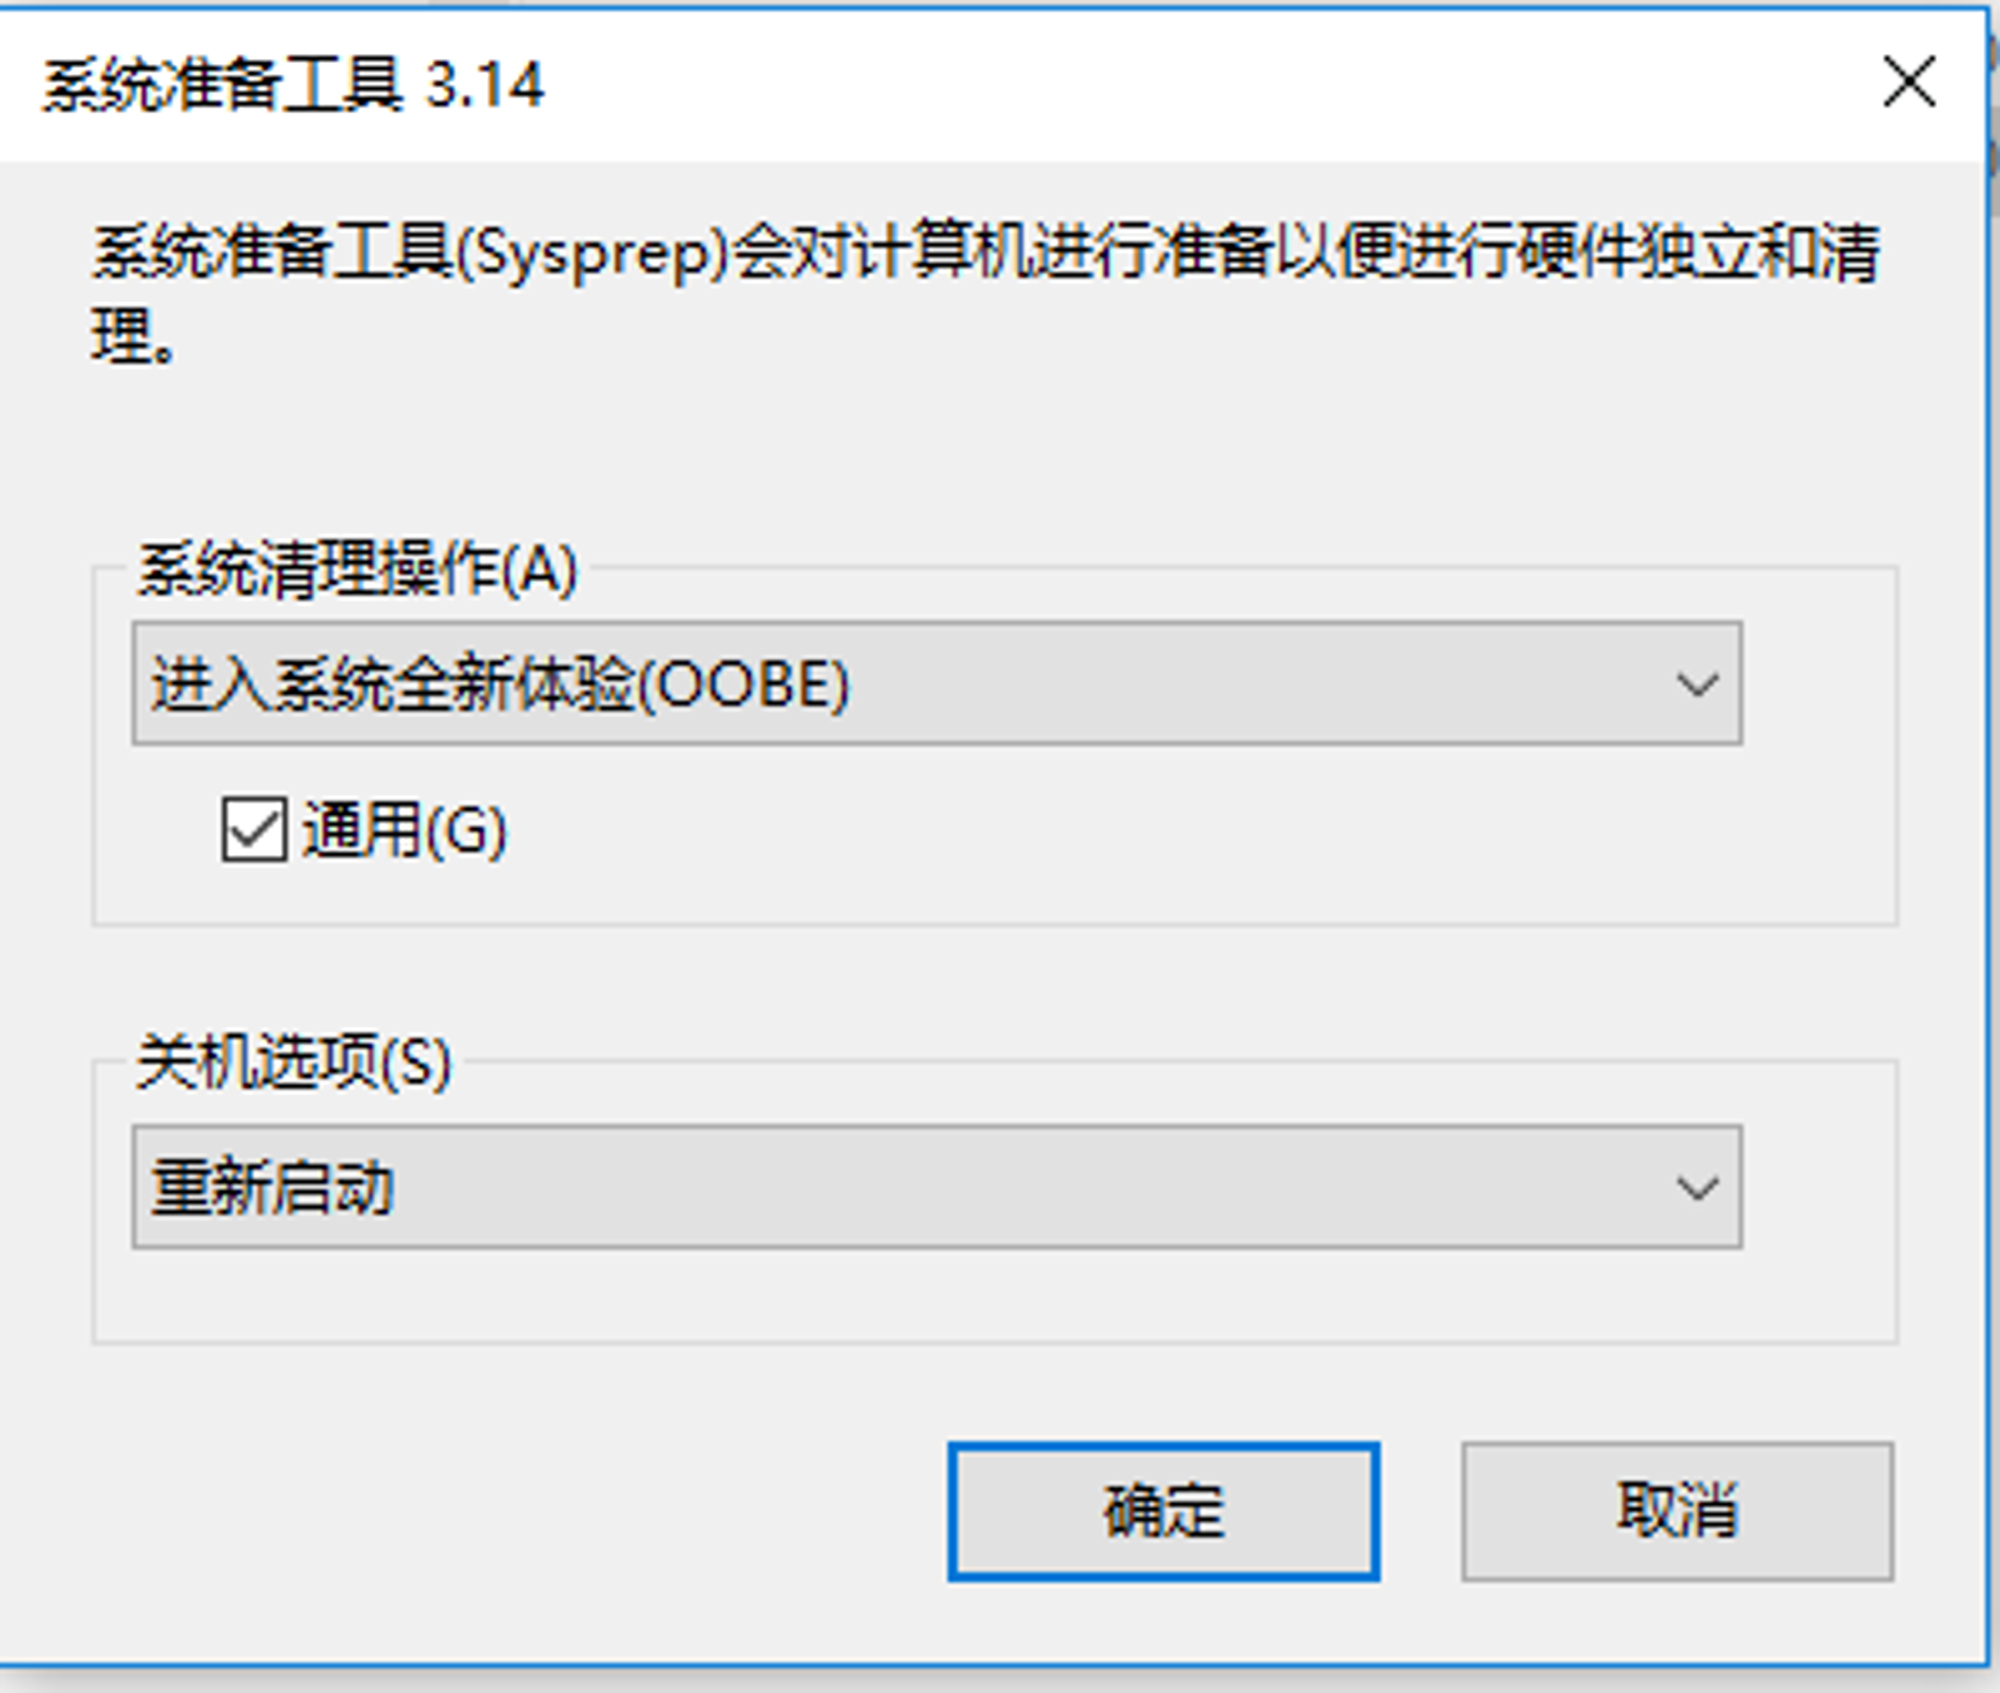 系统准备工具 3.14
系统准备工具(Sysprep)会对计算机进行准备以便进行硬件独立和清
理。
系统清理操作(A)
进入系统全新体验(OOBE)
通用(G)
关机选项(S)
重新启动
确定
取消